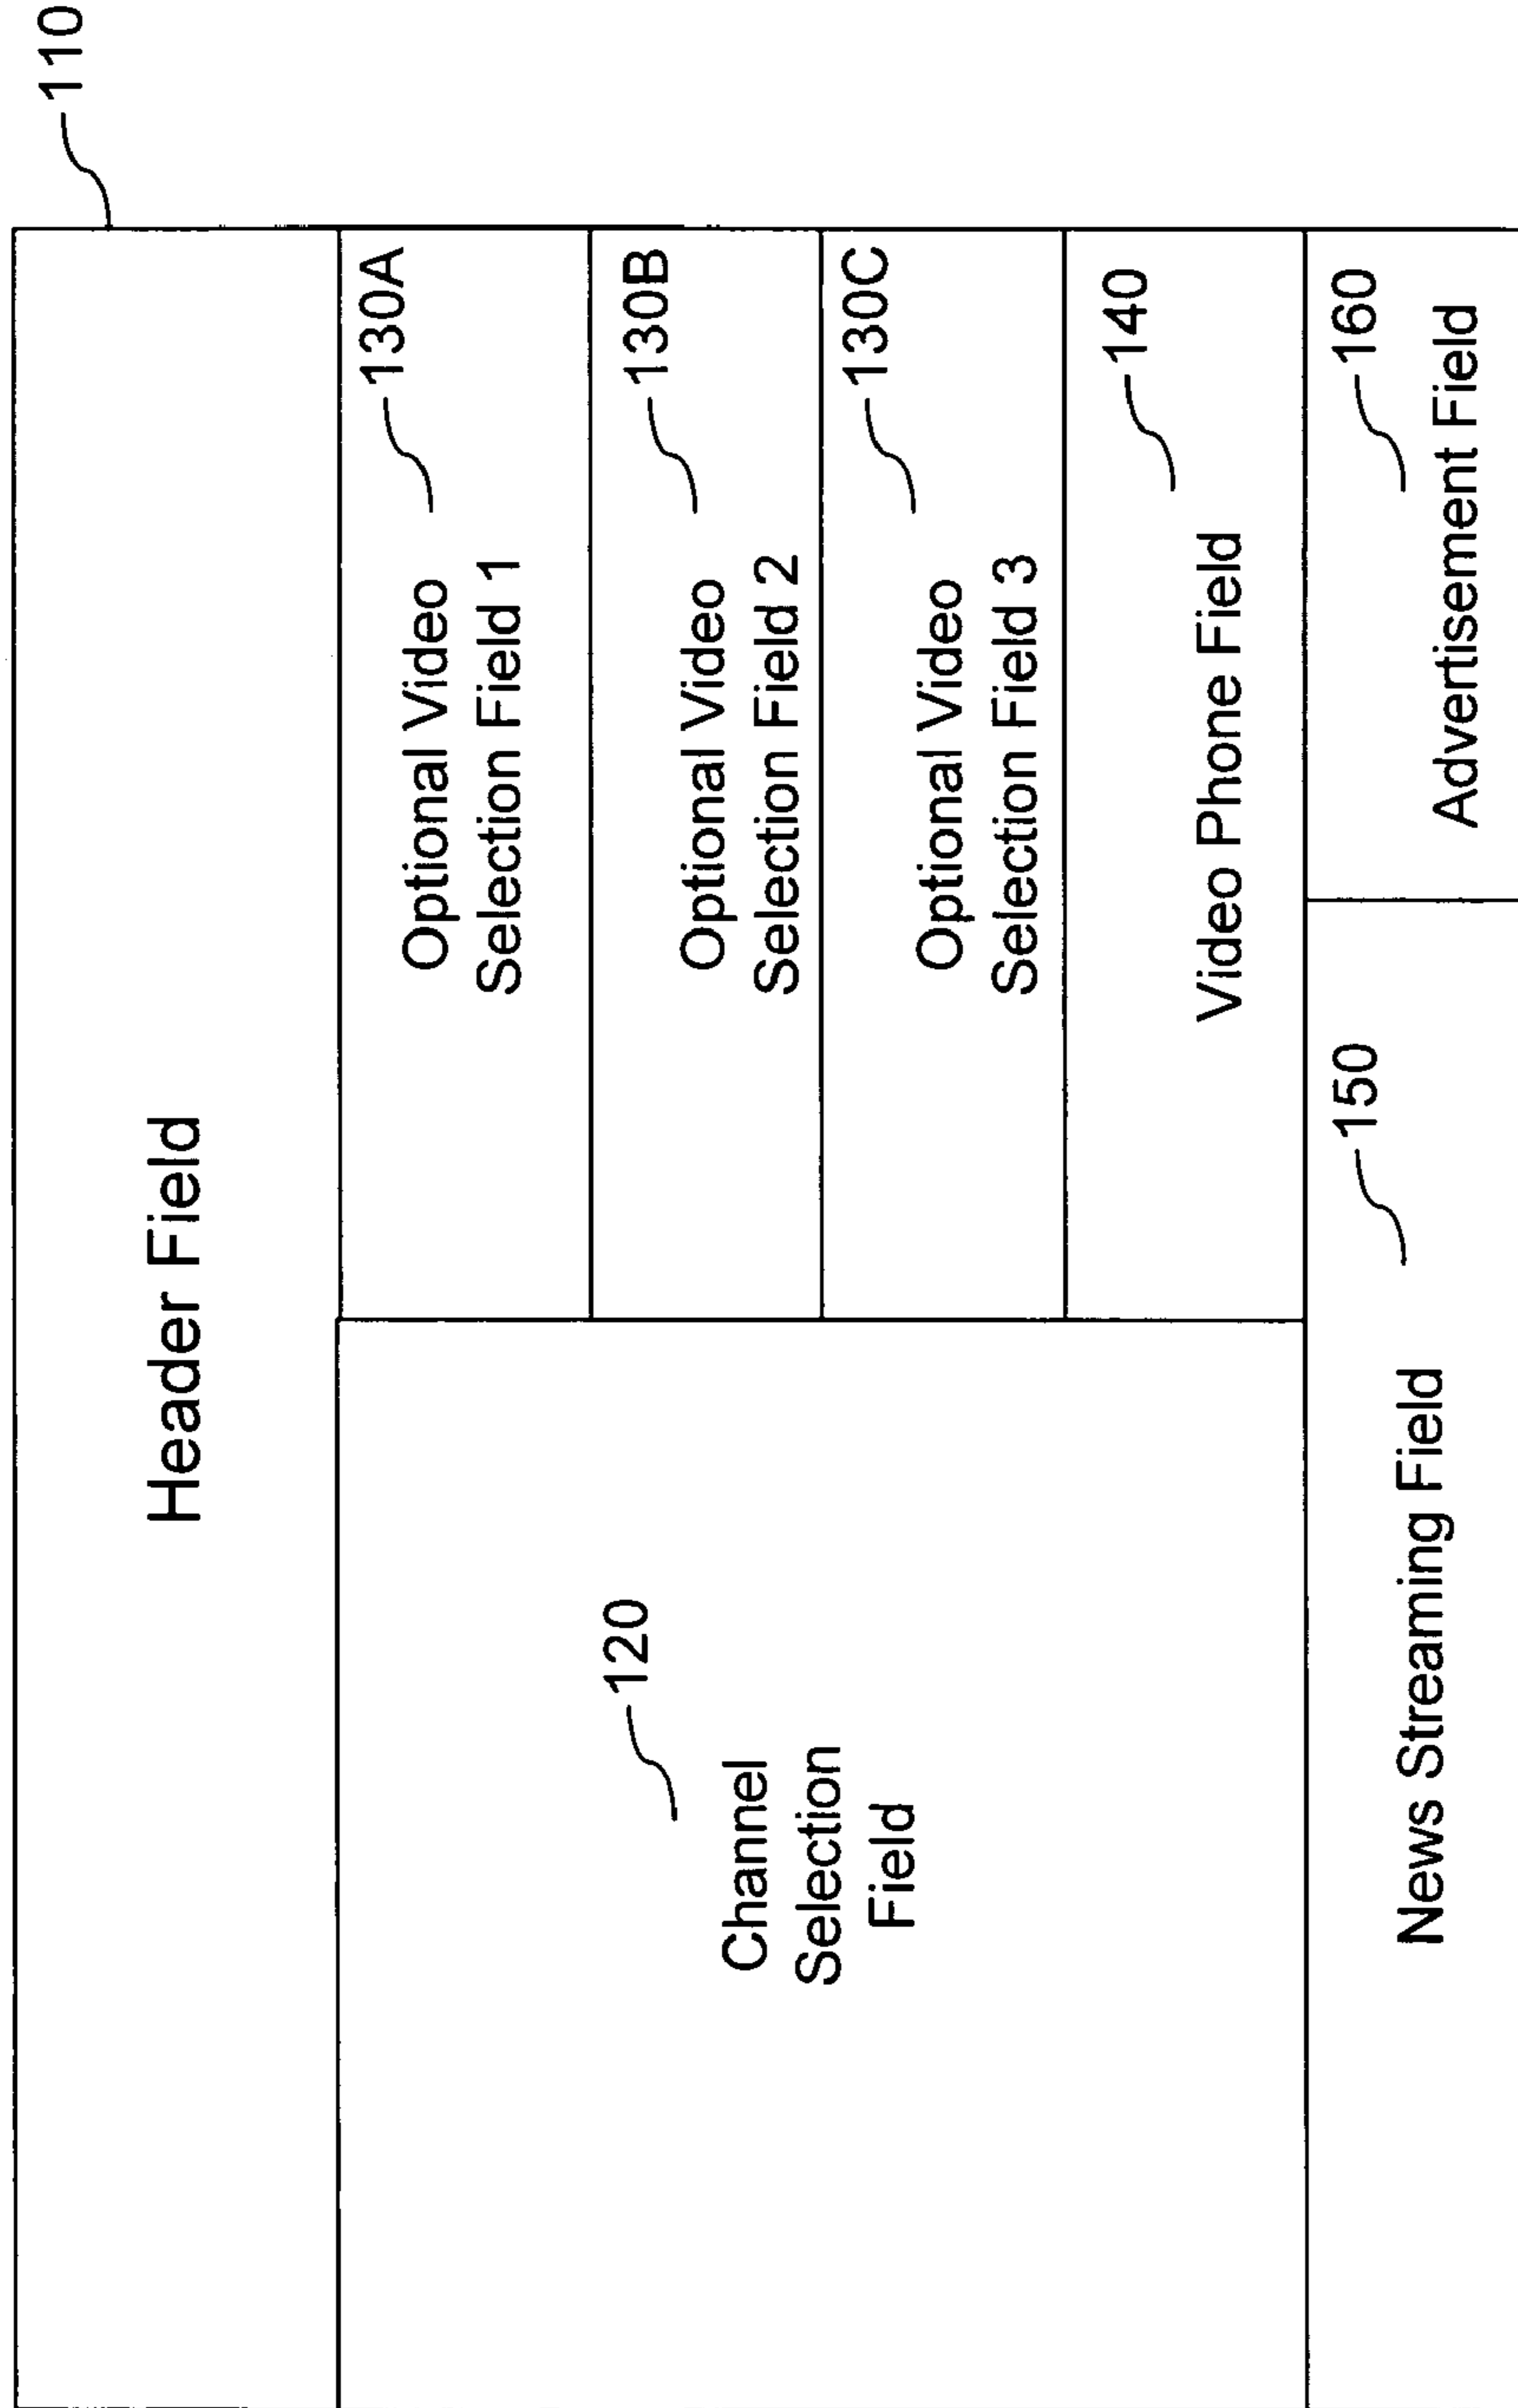 110
Header Field
120
Channel
Selection
Field
130A
Optional Video
Selection Field 1
130B
Optional Video
Selection Field 2
130C
Optional Video
Selection Field 3
140
Video Phone Field
150
News Streaming Field
160
Advertisement Field